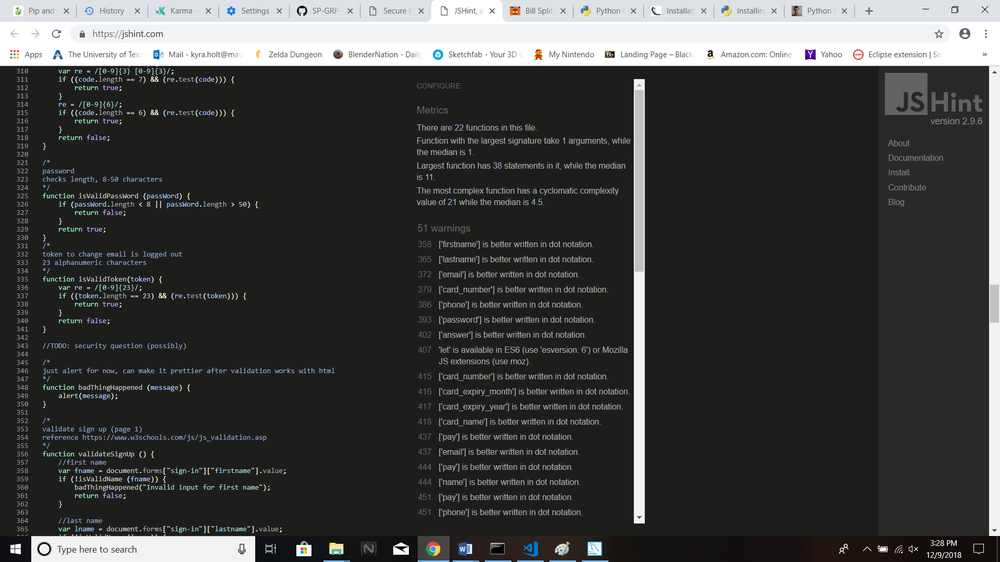 Pip and
History
Karma -
Settings
SP-GRP-
Secure P
JSHint, a
Bill Split
Python
Installati
Installing
Python
https://jshint.com
Apps
The University of Texa
Mail - kyra.holt@mav
Zelda Dungeon
BlenderNation - Daily
Sketchfab - Your 3D
My Nintendo
Bb
Landing Page – Black
Amazon.com: Online
Yahoo
Eclipse extension | So
»
310 var re = /[0-9]{3} [0-9]{3}/;
311 if ((code.length == 7) && (re.test(code))) {
312 return true;
313 }
314 re = /[0-9]{6}/;
315 if ((code.length == 6) && (re.test(code))) {
316 return true;
317 }
318 return false;
319 }
320
321 /*
322 password
323 checks length, 8-50 characters
324 */
325 function isValidPassWord (passWord) {
326 if (passWord.length < 8 || passWord.length > 50) {
327 return false;
328 }
329 return true;
330 }
331 /*
332 token to change email is logged out
333 23 alphanumeric characters
334 */
335 function isValidToken(token) {
336 var re = /[0-9]{23}/;
337 if ((token.length == 23) && (re.test(token))) {
338 return true;
339 }
340 return false;
341 }
342
343 //TODO: security question (possibly)
344
345 /*
346 just alert for now, can make it prettier after validation works with html
347 */
348 function badThingHappened (message) {
349 alert(message);
350 }
351
352 /*
353 validate sign up (page 1)
354 reference https://www.w3schools.com/js/js_validation.asp
355 */
356 function validateSignUp () {
357 //first name
358 var fname = document.forms["sign-in"]["firstname"].value;
359 if (!isValidName (fname)) {
360 badThingHappened("Invalid input for first name");
361 return false;
362 }
363
364 //last name
365 var lname = document.forms["sign-in"]["lastname"].value;
CONFIGURE
Metrics
There are 22 functions in this file.
Function with the largest signature take 1 arguments, while
the median is 1.
Largest function has 38 statements in it, while the median
is 11.
The most complex function has a cyclomatic complexity
value of 21 while the median is 4.5.
51 warnings
358 ['firstname'] is better written in dot notation.
365 ['lastname'] is better written in dot notation.
372 ['email'] is better written in dot notation.
379 ['card_number'] is better written in dot notation.
386 ['phone'] is better written in dot notation.
393 ['password'] is better written in dot notation.
402 ['answer'] is better written in dot notation.
407 'let' is available in ES6 (use 'esversion: 6') or Mozilla
JS extensions (use moz).
415 ['card_number'] is better written in dot notation.
416 ['card_expiry_month'] is better written in dot notation.
417 ['card_expiry_year'] is better written in dot notation.
418 ['card_name'] is better written in dot notation.
437 ['pay'] is better written in dot notation.
437 ['email'] is better written in dot notation.
444 ['pay'] is better written in dot notation.
444 ['name'] is better written in dot notation.
451 ['pay'] is better written in dot notation.
451 ['phone'] is better written in dot notation.
JSHint
version 2.9.6
About
Documentation
Install
Contribute
Blog
Type here to search
3:28 PM
12/9/2018